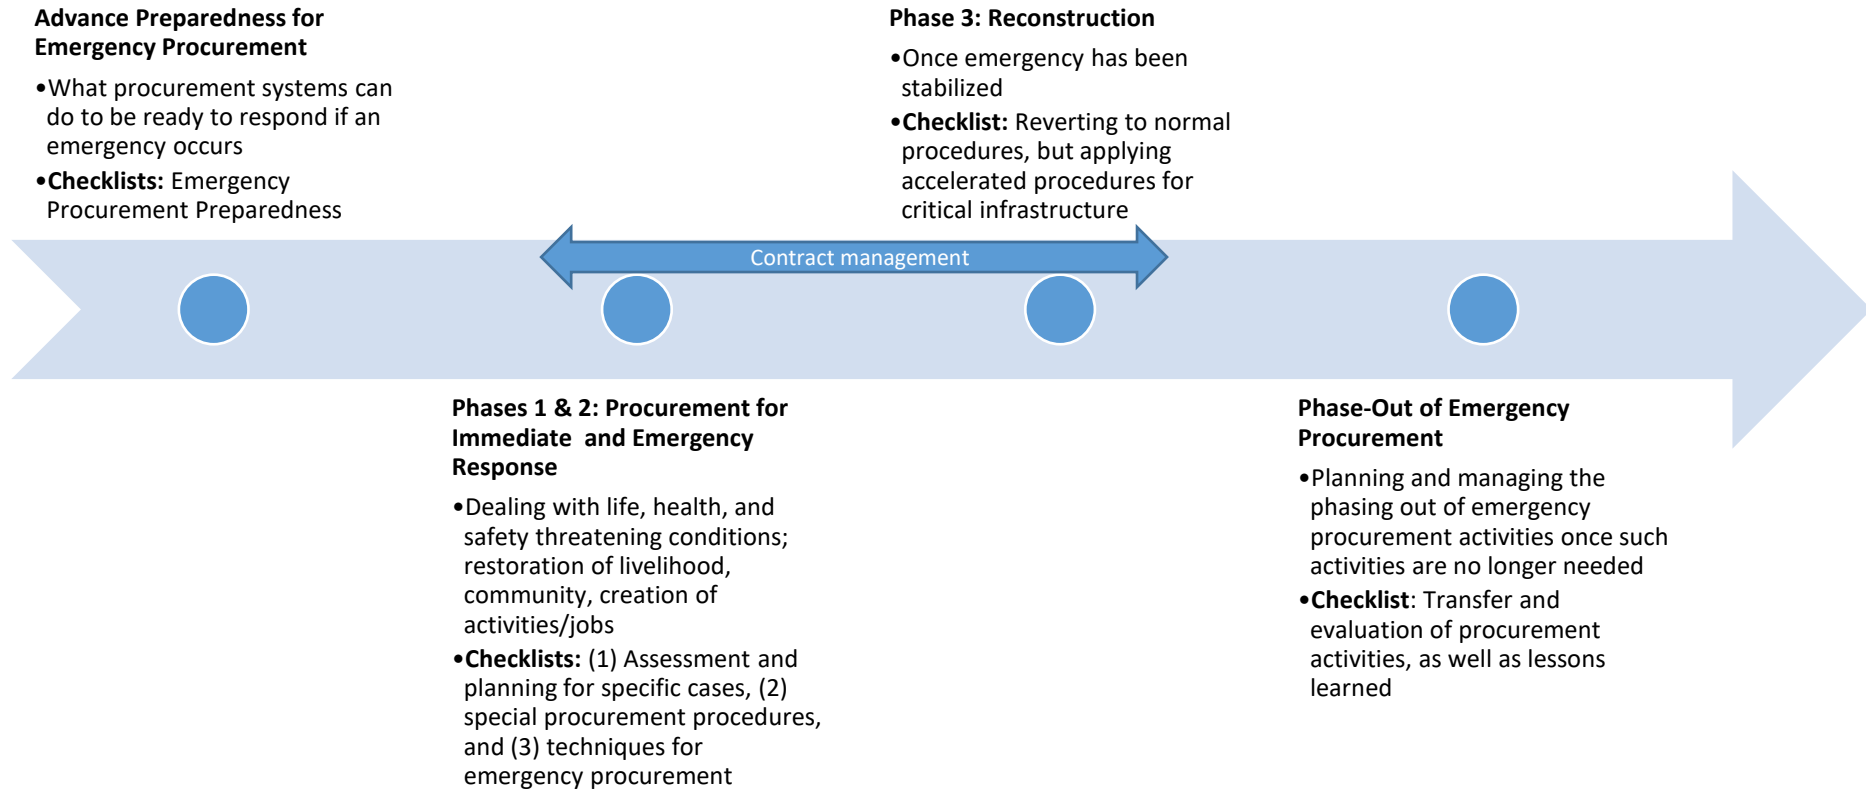 Advance Preparedness for
Emergency Procurement
•What procurement systems can
do to be ready to respond if an
emergency occurs
•Checklists: Emergency
Procurement Preparedness
Phase 3: Reconstruction
•Once emergency has been
stabilized
•Checklist: Reverting to normal
procedures, but applying
accelerated procedures for
critical infrastructure
Contract management
Phases 1 & 2: Procurement for
Immediate and Emergency
Response
•Dealing with life, health, and
safety threatening conditions;
restoration of livelihood,
community, creation of
activities/jobs
•Checklists: (1) Assessment and
planning for specific cases, (2)
special procurement procedures,
and (3) techniques for
emergency procurement
Phase-Out of Emergency
Procurement
•Planning and managing the
phasing out of emergency
procurement activities once such
activities are no longer needed
•Checklist: Transfer and
evaluation of procurement
activities, as well as lessons
learned